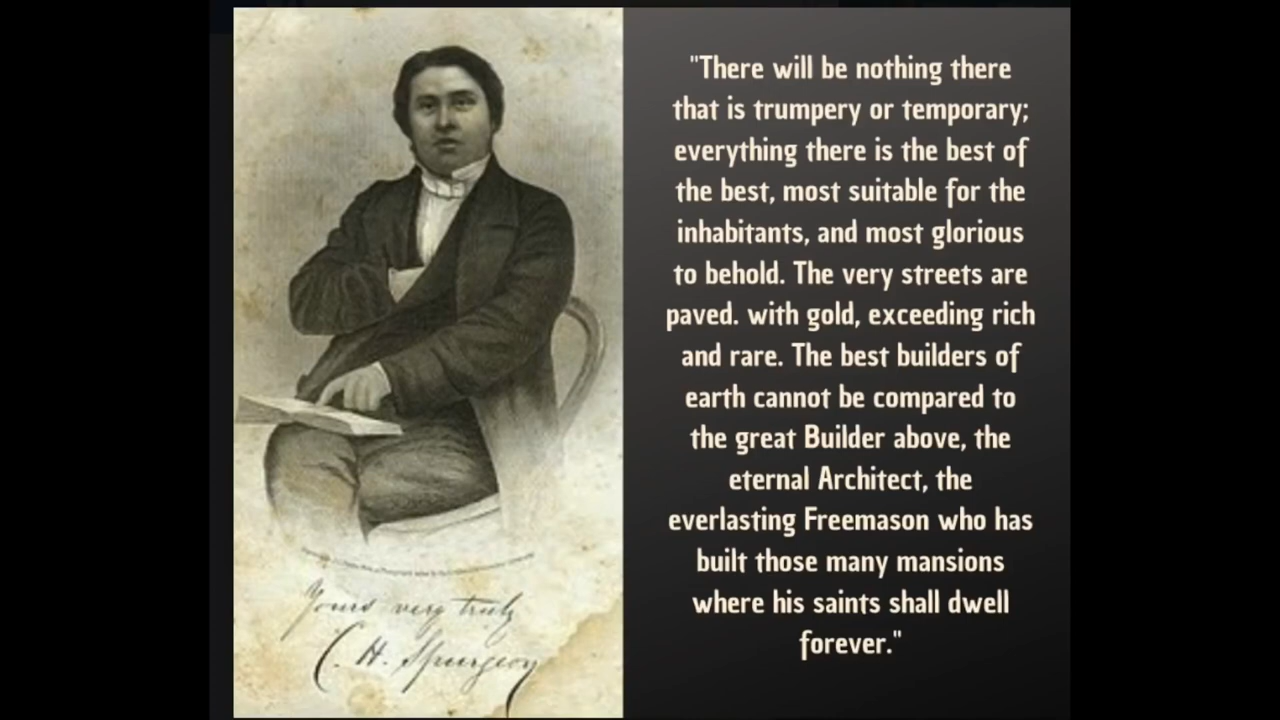 "There will be nothing there
that is trumpery or temporary;
everything there is the best of
the best, most suitable for the
inhabitants, and most glorious
to behold. The very streets are
paved. with gold, exceeding rich
and rare. The best builders of
earth cannot be compared to
the great Builder above, the
eternal Architect, the
everlasting Freemason who has
built those many mansions
where his saints shall dwell
forever."
Yours very truly
C. H. Spurgeon